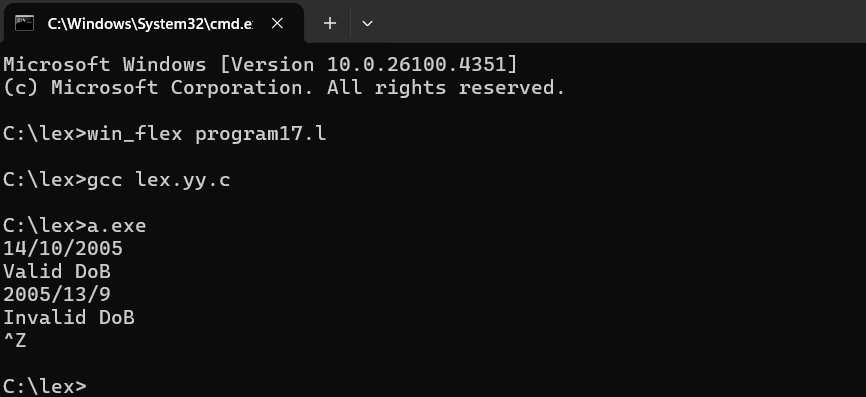 C:\Windows\System32\cmd.e
Microsoft Windows [Version 10.0.26100.4351]
(c) Microsoft Corporation. All rights reserved.
C:\lex>win_flex program17.l
C:\lex>gcc lex.yy.c
C:\lex>a.exe
14/10/2005
Valid DoB
2005/13/9
Invalid DoB
^Z
C:\lex>